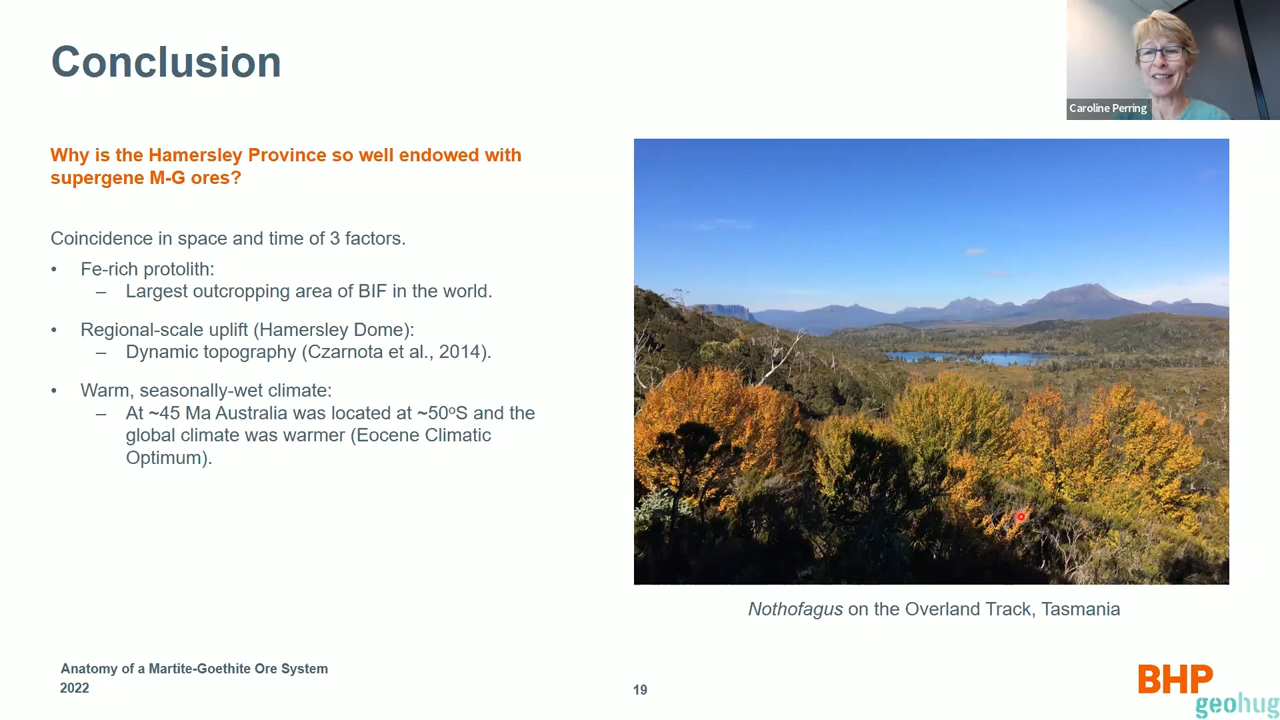 Conclusion
Caroline Perring
Why is the Hamersley Province so well endowed with
supergene M-G ores?
Coincidence in space and time of 3 factors.
• Fe-rich protolith:
– Largest outcropping area of BIF in the world.
• Regional-scale uplift (Hamersley Dome):
– Dynamic topography (Czarnota et al., 2014).
• Warm, seasonally-wet climate:
– At ~45 Ma Australia was located at ~50ᵒS and the
global climate was warmer (Eocene Climatic
Optimum).
Nothofagus on the Overland Track, Tasmania
Anatomy of a Martite-Goethite Ore System
2022
19
BHP
geohug